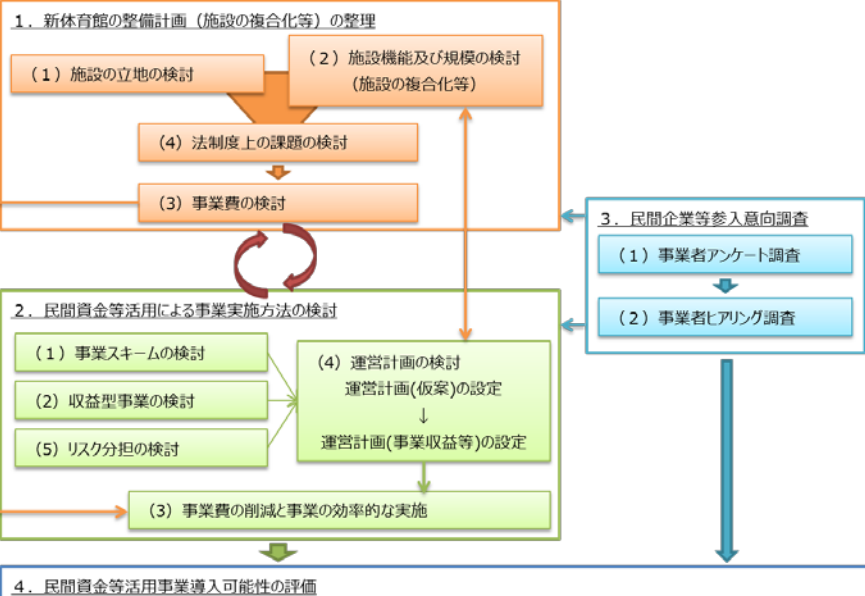 １．新体育館の整備計画（施設の複合化等）の整理
（１）施設の立地の検討
（２）施設機能及び規模の検討
（施設の複合化等）
（4）法制度上の課題の検討
（３）事業費の検討
３．民間企業等参入意向調査
（１）事業者アンケート調査
（２）事業者ヒアリング調査
２．民間資金等活用による事業実施方法の検討
（１）事業スキームの検討
（２）収益型事業の検討
（５）リスク分担の検討
（4）運営計画の検討
運営計画(仮案)の設定
↓
運営計画(事業収益等)の設定
（３）事業費の削減と事業の効率的な実施
４．民間資金等活用事業導入可能性の評価